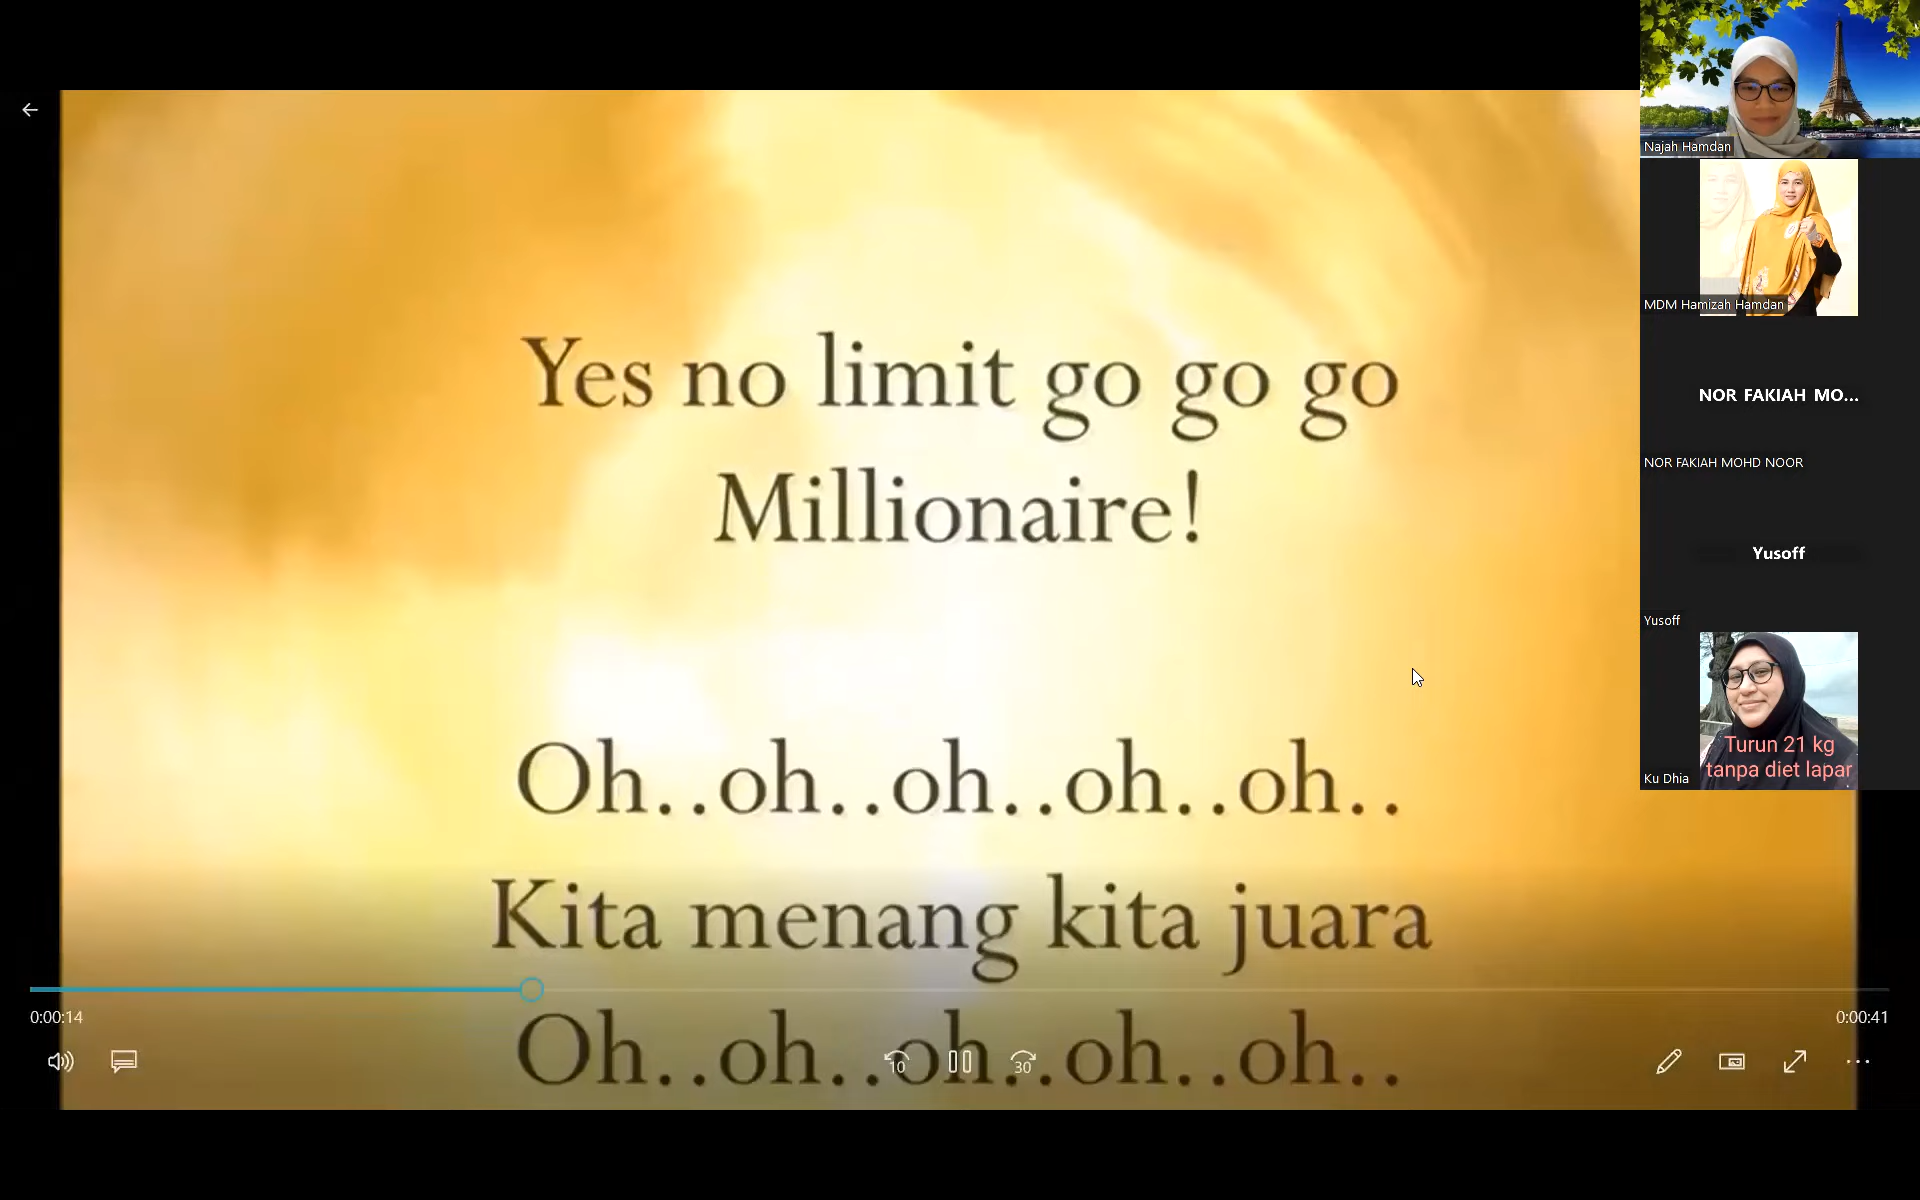 Yes no limit go go go
Millionaire!
Oh..oh..oh..oh..oh..
Kita menang kita juara
Oh..oh..oh..oh..oh..
0:00:14
0:00:41
10
30
Najah Hamdan
MDM Hamizah Hamdan
NOR FAKIAH MO...
NOR FAKIAH MOHD NOOR
Yusoff
Yusoff
Turun 21 kg
tanpa diet lapar
Ku Dhia